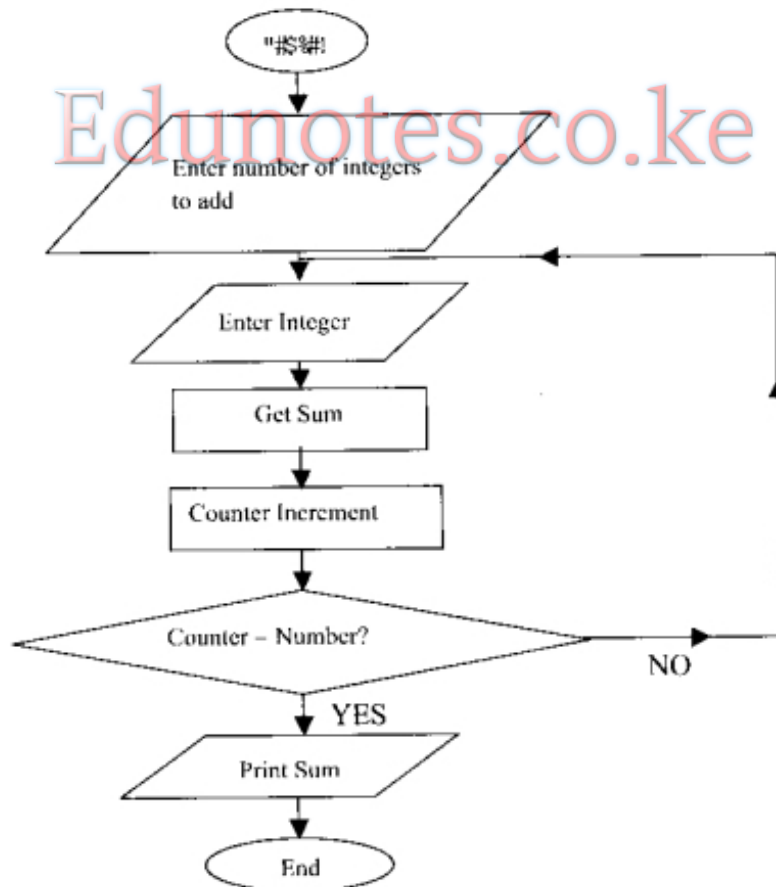 Edunotes.co.ke
Enter number of integers
to add
Enter Integer
Get Sum
Counter Increment
Counter – Number?
NO
YES
Print Sum
End